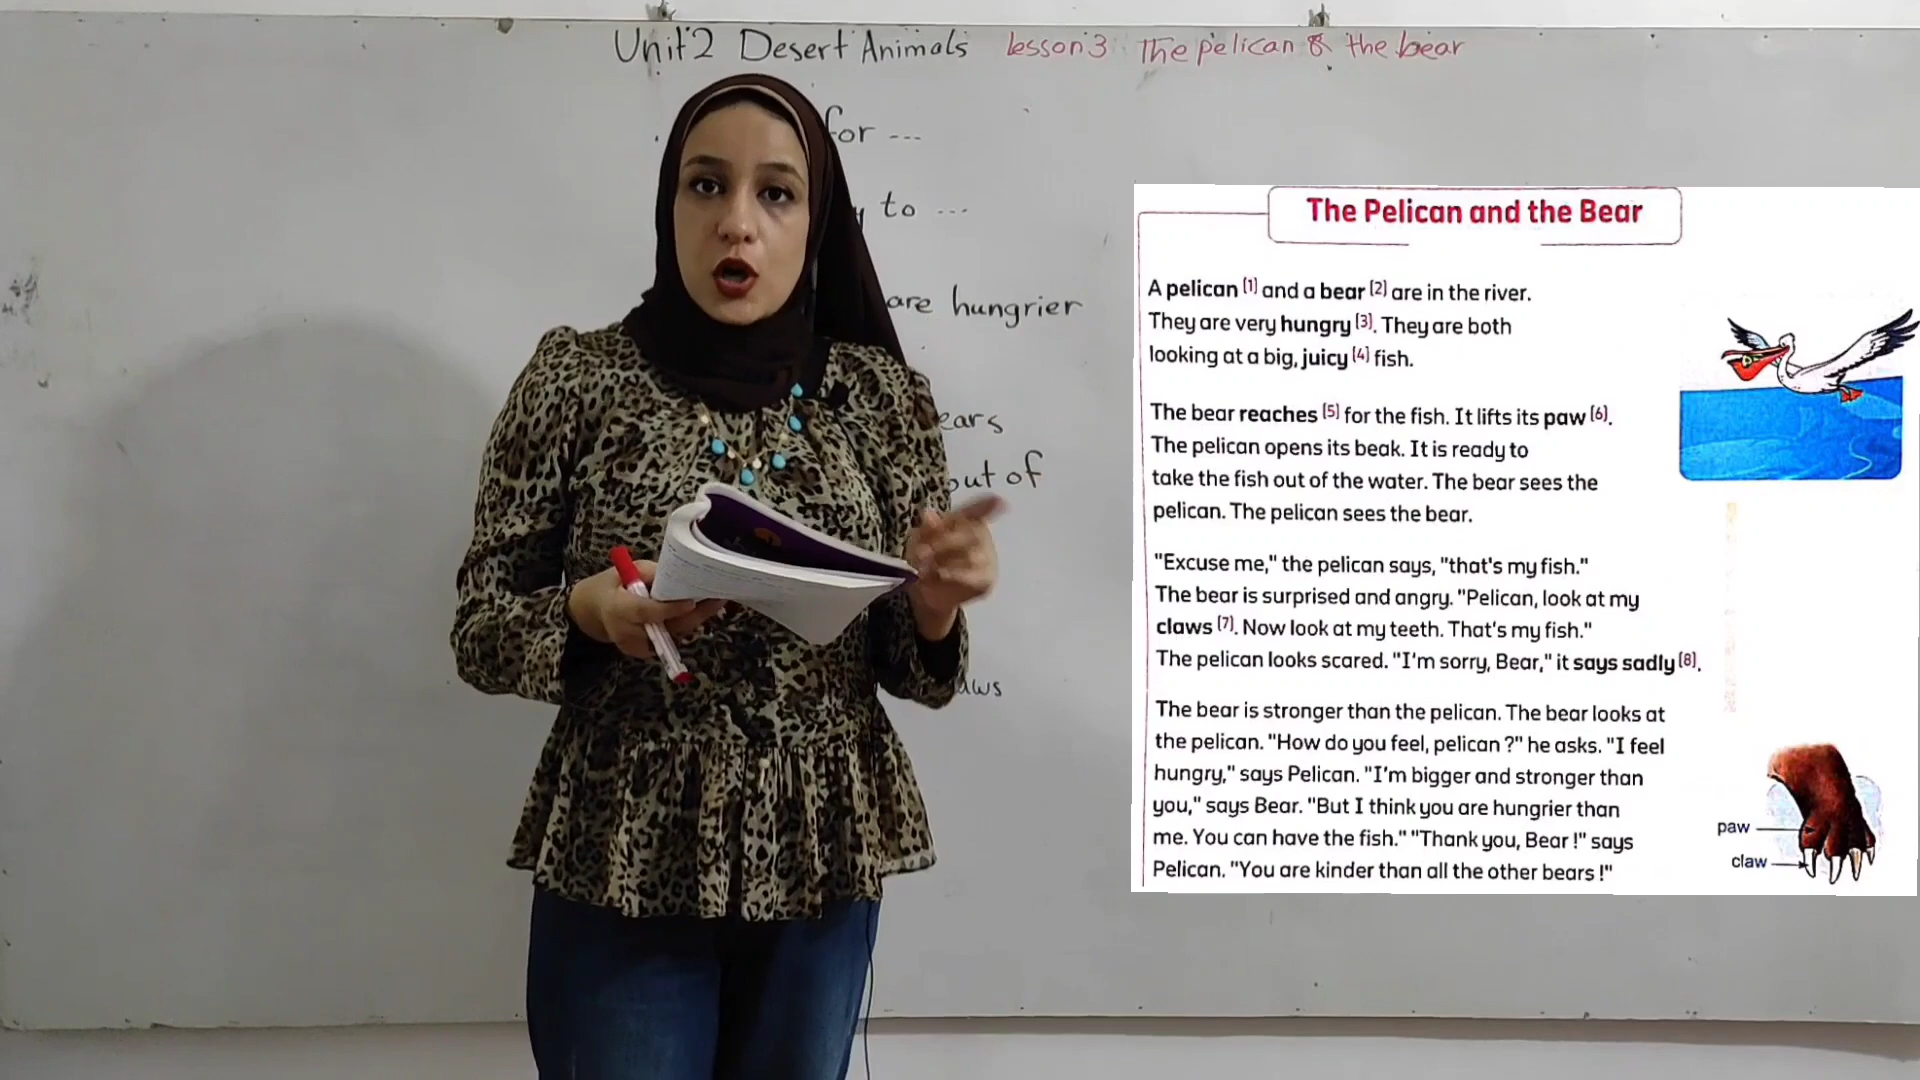 Unit 2 Desert Animals lesson 3 The pelican & the bear
for ---
to ---
are hungrier
out of
The Pelican and the Bear
A pelican (1) and a bear (2) are in the river.
They are very hungry (3). They are both
looking at a big, juicy (4) fish.
The bear reaches (5) for the fish. It lifts its paw (6).
The pelican opens its beak. It is ready to
take the fish out of the water. The bear sees the
pelican. The pelican sees the bear.
"Excuse me," the pelican says, "that's my fish."
The bear is surprised and angry. "Pelican, look at my
claws (7). Now look at my teeth. That's my fish."
The pelican looks scared. "I'm sorry, Bear," it says sadly (8).
The bear is stronger than the pelican. The bear looks at
the pelican. "How do you feel, pelican ?" he asks. "I feel
hungry," says Pelican. "I'm bigger and stronger than
you," says Bear. "But I think you are hungrier than
me. You can have the fish." "Thank you, Bear !" says
Pelican. "You are kinder than all the other bears !"
paw
claw